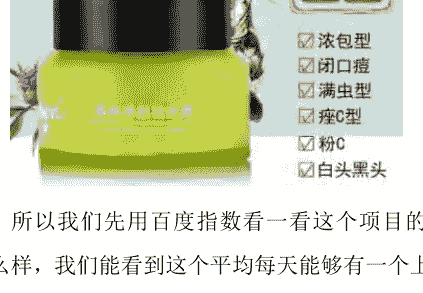 浓包型
闭口痘
满虫型
痤C型
粉C
白头黑头
所以我们先用百度指数看一看这个项目的
么样，我们能看到这个平均每天能够有一个上